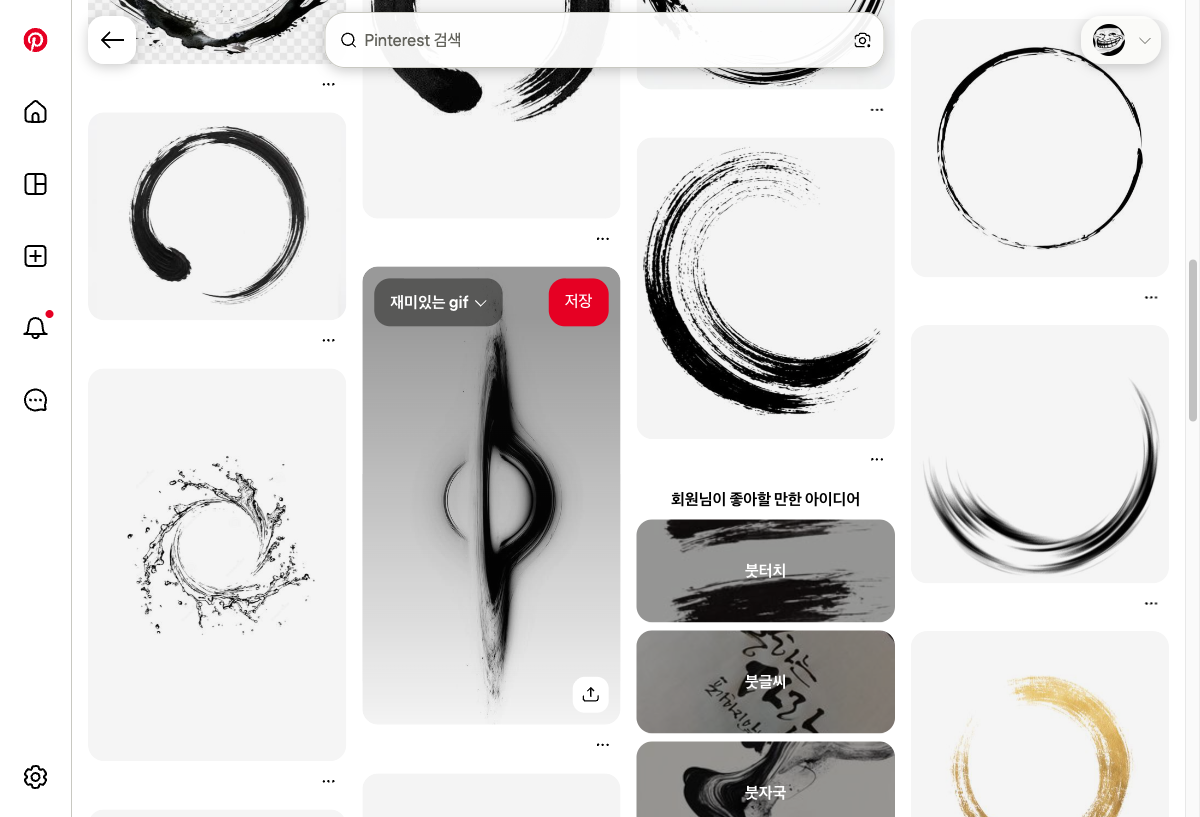 Pinterest 검색
재미있는 gif
저장
회원님이 좋아할 만한 아이디어
붓터치
붓글씨
붓자국